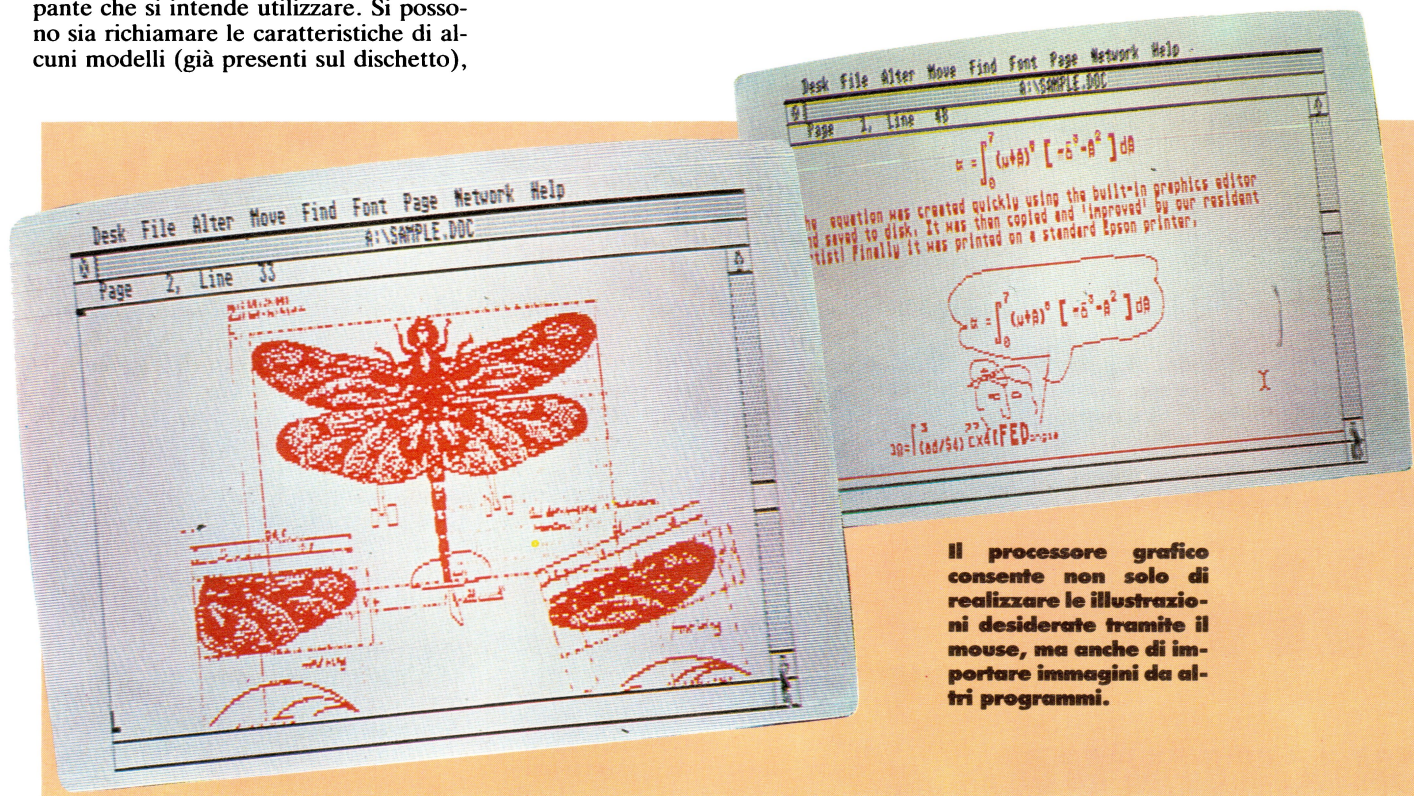 pante che si intende utilizzare. Si posso-
no sia richiamare le caratteristiche di al-
cuni modelli (già presenti sul dischetto),
Desk File Alter Move Find Font Page Network Help
A:\SAMPLE.DOC
Page 2, Line 33
Desk File Alter Move Find Font Page Network Help
A:\SAMPLE.DOC
Page 2, Line 48
equation was created quickly using the built-in graphics editor
saved to disk. It was then copied and 'improved' by our resident
Finally it was printed on a standard Epson printer.
Il processore grafico
consente non solo di
realizzare le illustrazio-
ni desiderate tramite il
mouse, ma anche di im-
portare immagini da al-
tri programmi.